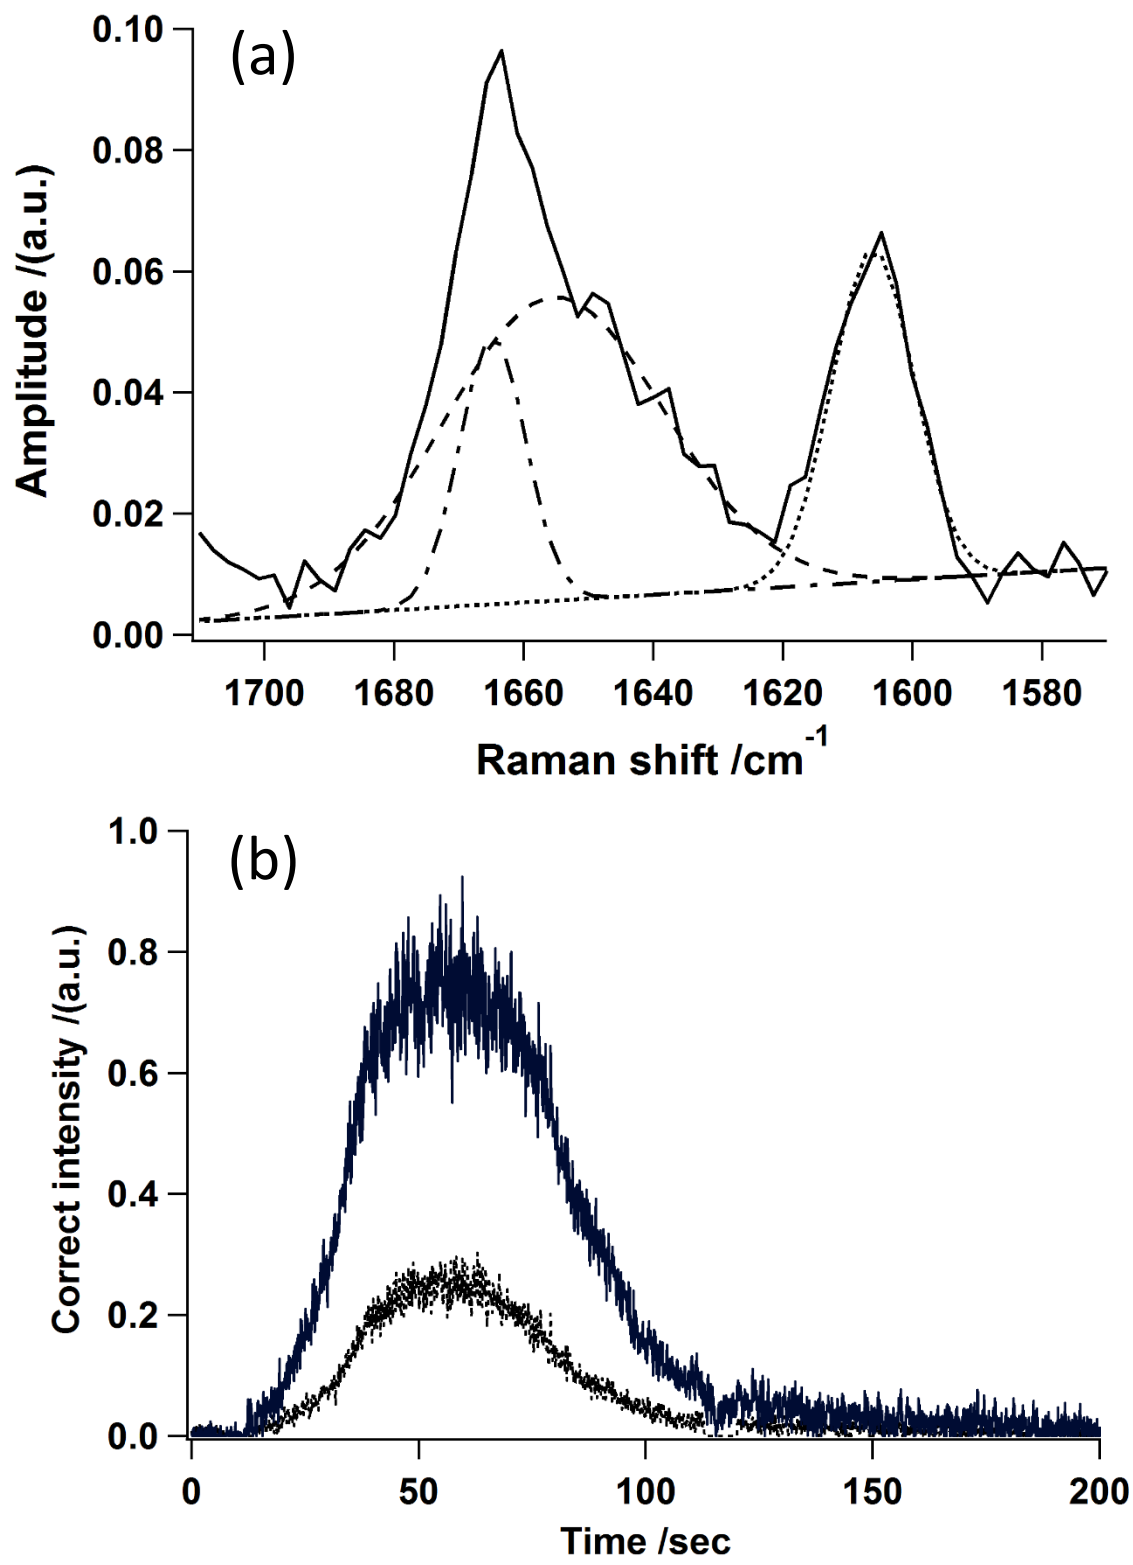 (a)
0.10
0.08
0.06
0.04
0.02
0.00
Amplitude /(a.u.)
1700 1680 1660 1640 1620 1600 1580
Raman shift /cm-1
(b)
1.0
0.8
0.6
0.4
0.2
0.0
Correct intensity /(a.u.)
0 50 100 150 200
Time /sec